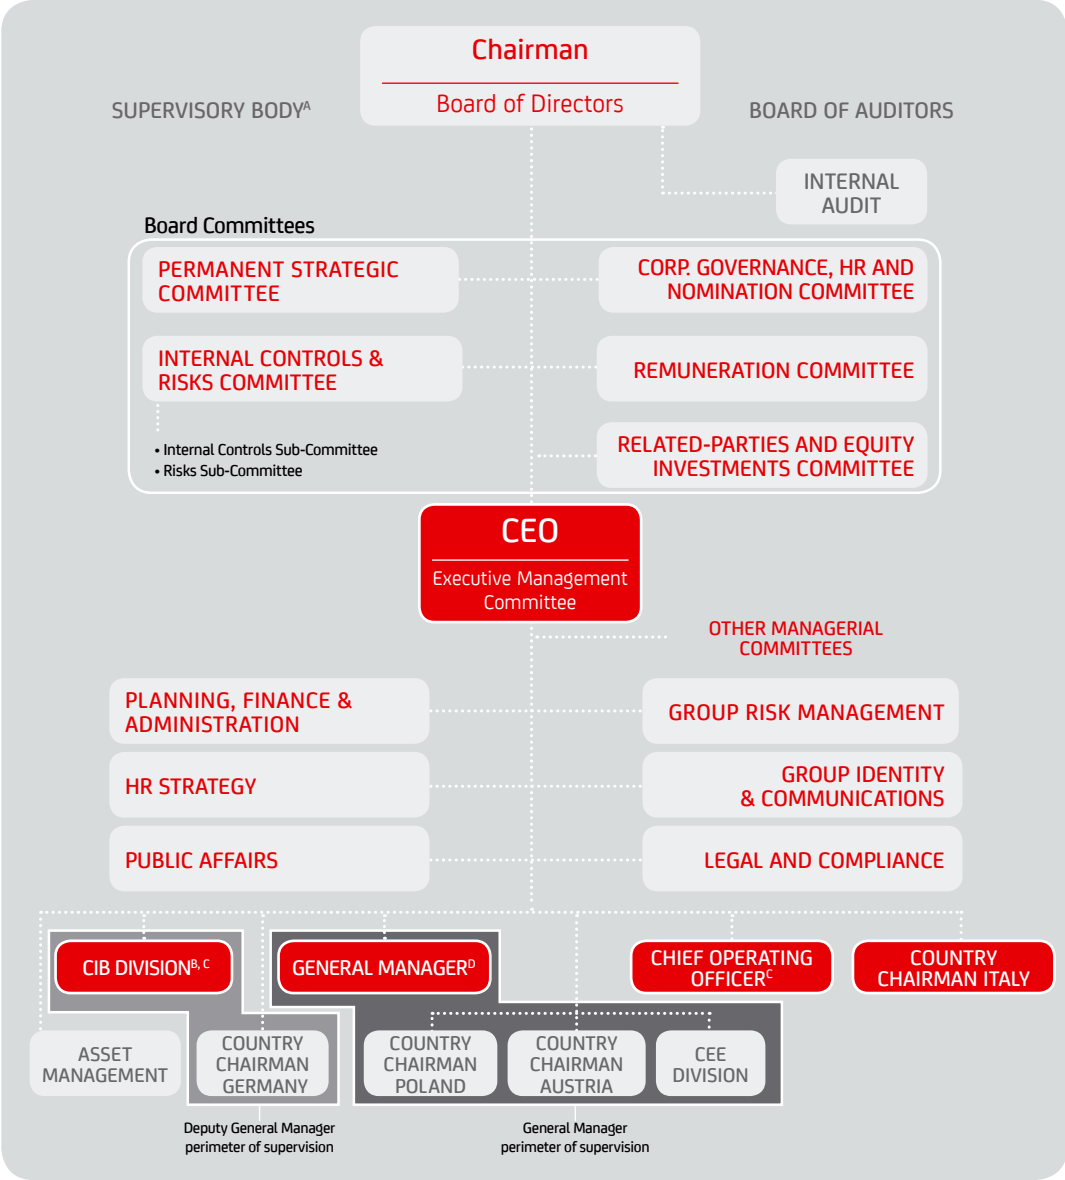 Chairman
Board of Directors
SUPERVISORY BODYᴬ
BOARD OF AUDITORS
INTERNAL
AUDIT
Board Committees
PERMANENT STRATEGIC
COMMITTEE
CORP. GOVERNANCE, HR AND
NOMINATION COMMITTEE
INTERNAL CONTROLS &
RISKS COMMITTEE
REMUNERATION COMMITTEE
• Internal Controls Sub-Committee
• Risks Sub-Committee
RELATED-PARTIES AND EQUITY
INVESTMENTS COMMITTEE
CEO
Executive Management
Committee
OTHER MANAGERIAL
COMMITTEES
PLANNING, FINANCE &
ADMINISTRATION
GROUP RISK MANAGEMENT
HR STRATEGY
GROUP IDENTITY
& COMMUNICATIONS
PUBLIC AFFAIRS
LEGAL AND COMPLIANCE
CIB DIVISIONᴮ, ᶜ
GENERAL MANAGERᴰ
CHIEF OPERATING
OFFICERᶜ
COUNTRY
CHAIRMAN ITALY
ASSET
MANAGEMENT
COUNTRY
CHAIRMAN
GERMANY
COUNTRY
CHAIRMAN
POLAND
COUNTRY
CHAIRMAN
AUSTRIA
CEE
DIVISION
Deputy General Manager
perimeter of supervision
General Manager
perimeter of supervision